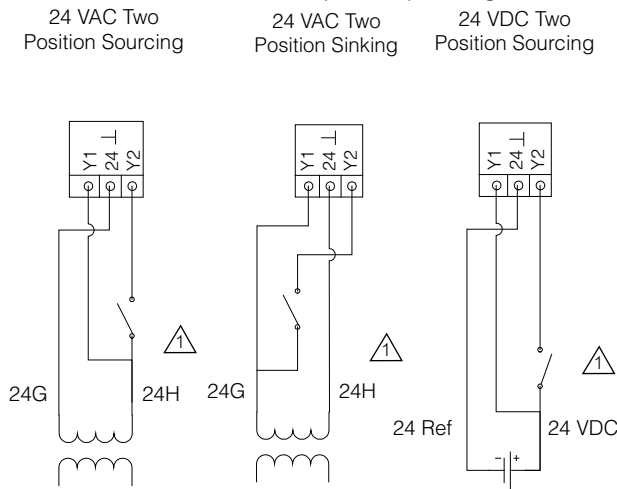 24 VAC Two
Position Sourcing
24 VAC Two
Position Sinking
24 VDC Two
Position Sourcing
Y1 24 ⊥ Y2
Y1 24 ⊥ Y2
Y1 24 ⊥ Y2
1
1
1
24G
24H
24G
24H
24 Ref
24 VDC
- +